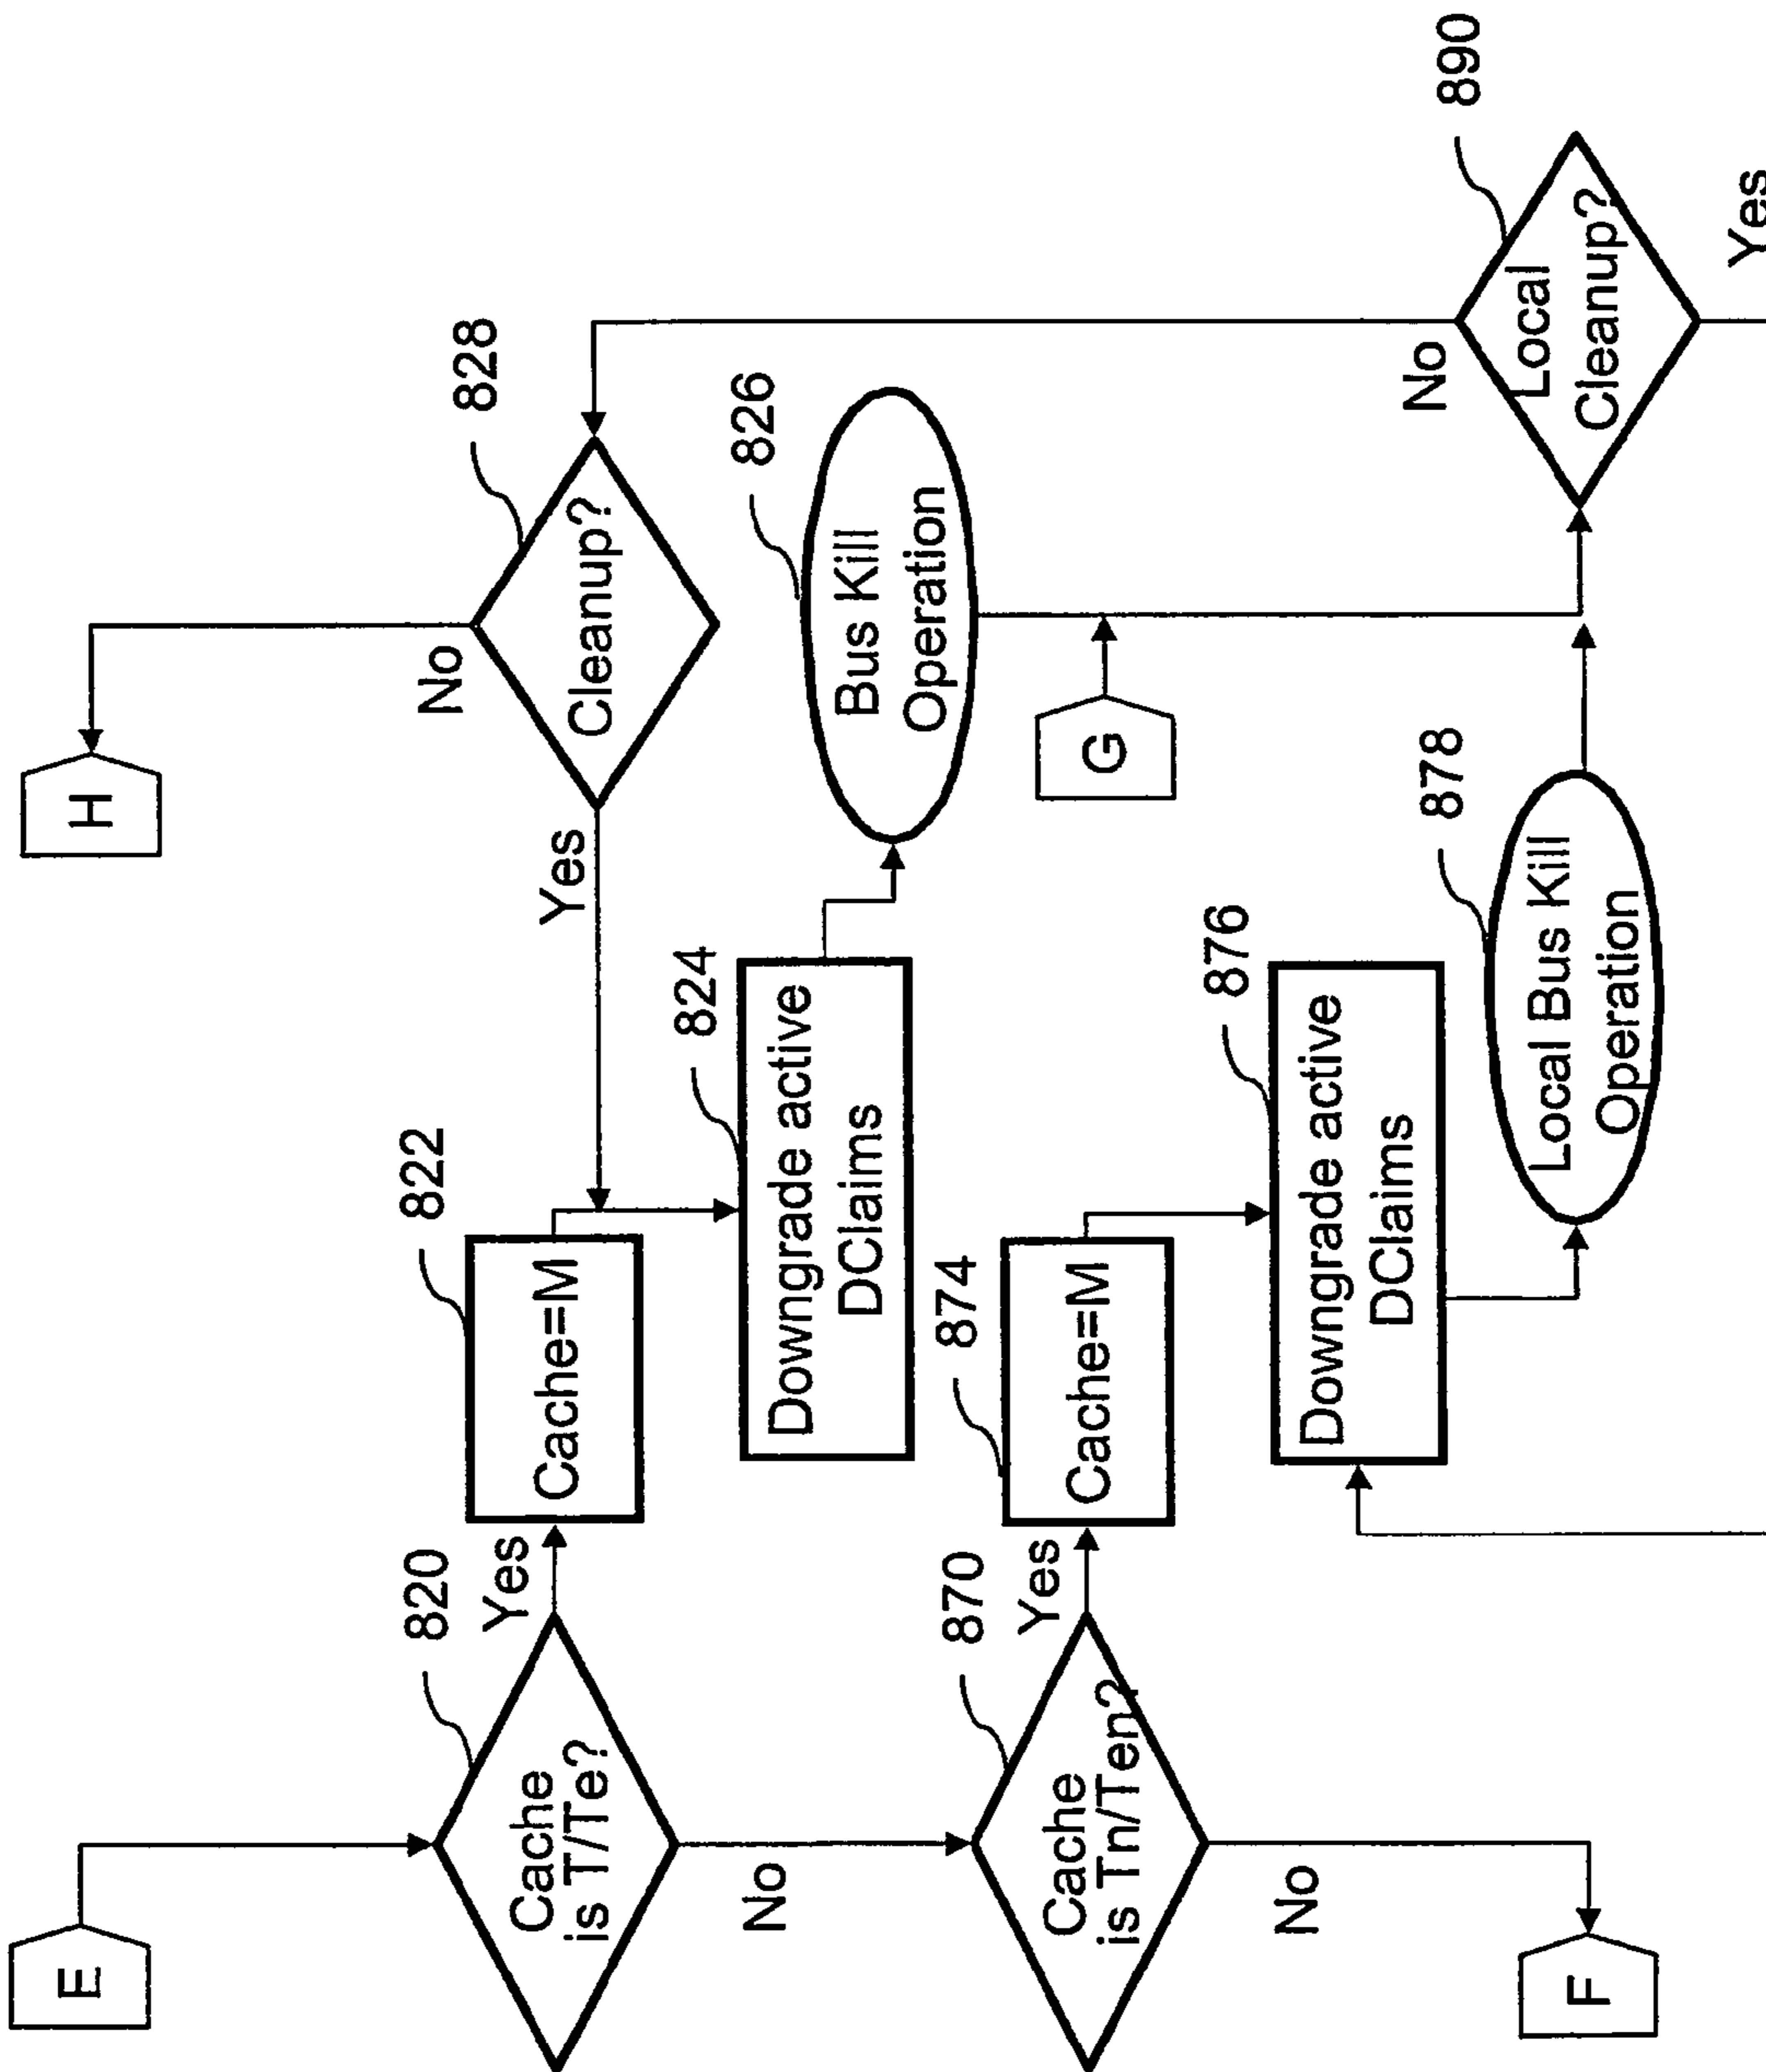 E
820
Cache
is T/Te?
Yes
No
822
Cache=M
824
Downgrade active
DClaims
826
Bus Kill
Operation
828
Cleanup?
Yes
No
H
870
Cache
is Tn/Ten?
Yes
No
F
874
Cache=M
876
Downgrade active
DClaims
878
Local Bus Kill
Operation
G
890
Local
Cleanup?
No
Yes